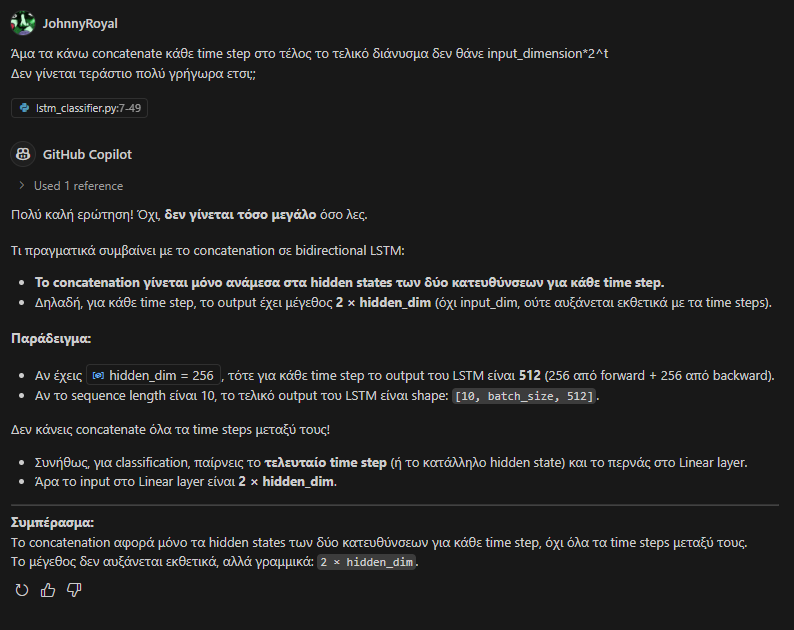 JohnnyRoyal
Άμα τα κάνω concatenate κάθε time step στο τέλος το τελικό διάνυσμα δεν θάνε input_dimension*2^t
Δεν γίνεται τεράστιο πολύ γρήγωρα ετσι;;
lstm_classifier.py:7-49
GitHub Copilot
Used 1 reference
Πολύ καλή ερώτηση! Όχι, δεν γίνεται τόσο μεγάλο όσο λες.
Τι πραγματικά συμβαίνει με το concatenation σε bidirectional LSTM:
• Το concatenation γίνεται μόνο ανάμεσα στα hidden states των δύο κατευθύνσεων για κάθε time step.
• Δηλαδή, για κάθε time step, το output έχει μέγεθος 2 × hidden_dim (όχι input_dim, ούτε αυξάνεται εκθετικά με τα time steps).
Παράδειγμα:
• Αν έχεις hidden_dim = 256 , τότε για κάθε time step το output του LSTM είναι 512 (256 από forward + 256 από backward).
• Αν το sequence length είναι 10, το τελικό output του LSTM είναι shape: [10, batch_size, 512].
Δεν κάνεις concatenate όλα τα time steps μεταξύ τους!
• Συνήθως, για classification, παίρνεις το τελευταίο time step (ή το κατάλληλο hidden state) και το περνάς στο Linear layer.
• Άρα το input στο Linear layer είναι 2 × hidden_dim.
Συμπέρασμα:
Το concatenation αφορά μόνο τα hidden states των δύο κατευθύνσεων για κάθε time step, όχι όλα τα time steps μεταξύ τους.
Το μέγεθος δεν αυξάνεται εκθετικά, αλλά γραμμικά: 2 × hidden_dim.